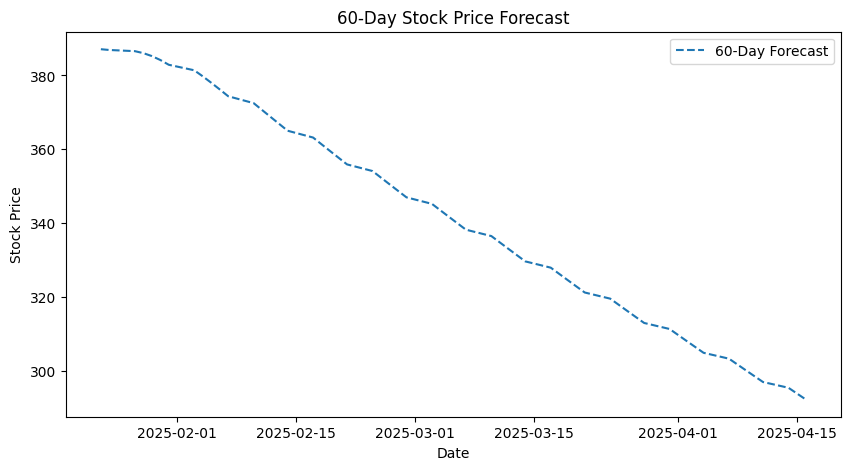 60-Day Stock Price Forecast
60-Day Forecast
Stock Price
380
360
340
320
300
2025-02-01 2025-02-15 2025-03-01 2025-03-15 2025-04-01 2025-04-15
Date